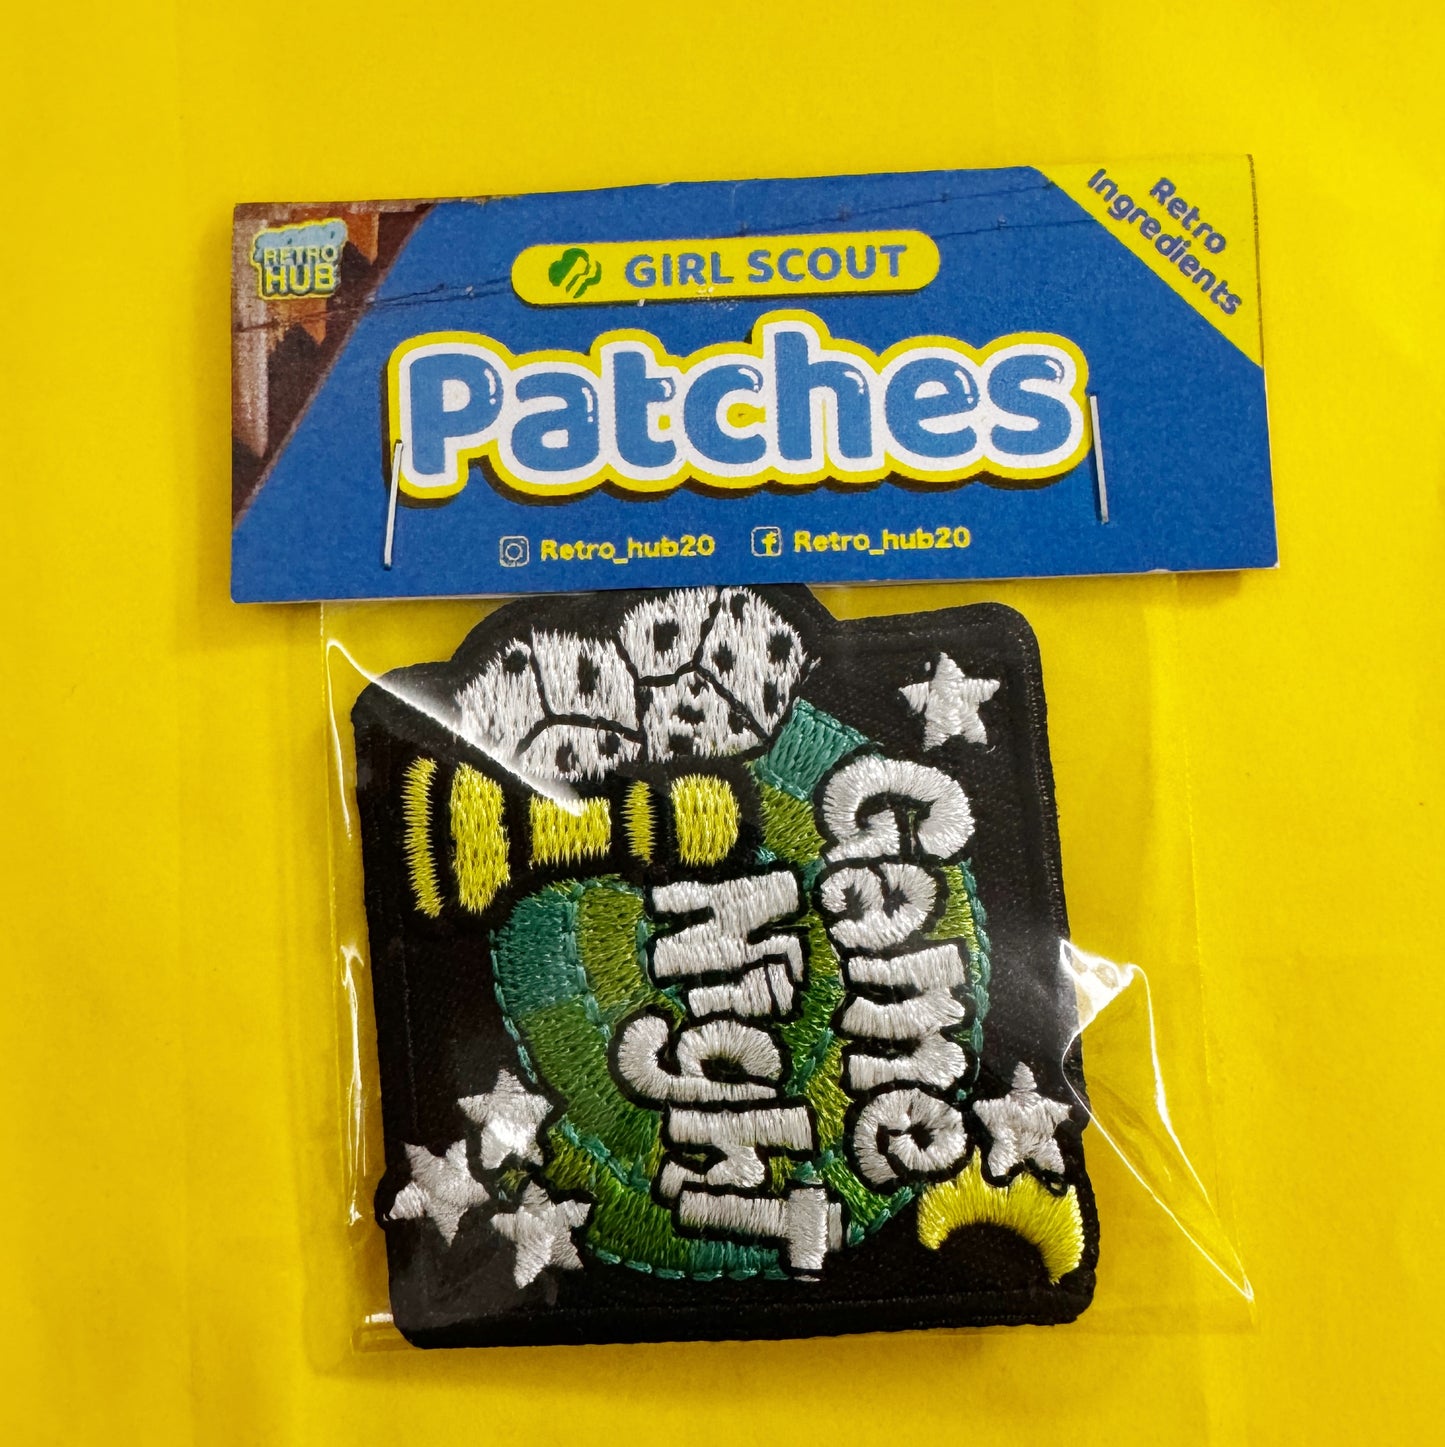 RETRO
HUB
GIRL SCOUT
Retro
Ingredients
Patches
Retro_hub20
Retro_hub20
Game
Night